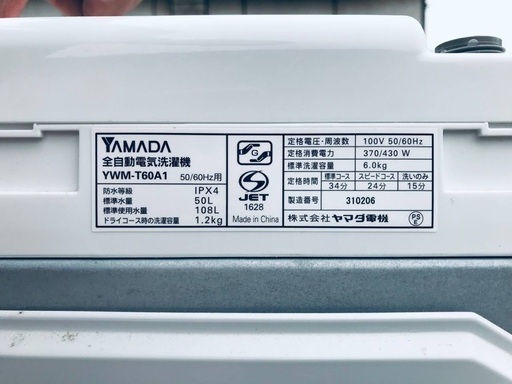 YAMADA
全自動電気洗濯機
YWM-T60A1 50/60Hz用
防水等級 IPX4
標準水量 50L
標準使用水量 108L
ドライコース時の洗濯容量 1.2kg
G
JET
1628
Made in China
定格電圧・周波数 100V 50/60Hz
定格消費電力 370/430 W
標準洗濯容量 6.0kg
定格時間 標準コース スピードコース 洗いのみ
34分 24分 15分
製造番号 310206
株式会社 ヤマダ電機
PS
E